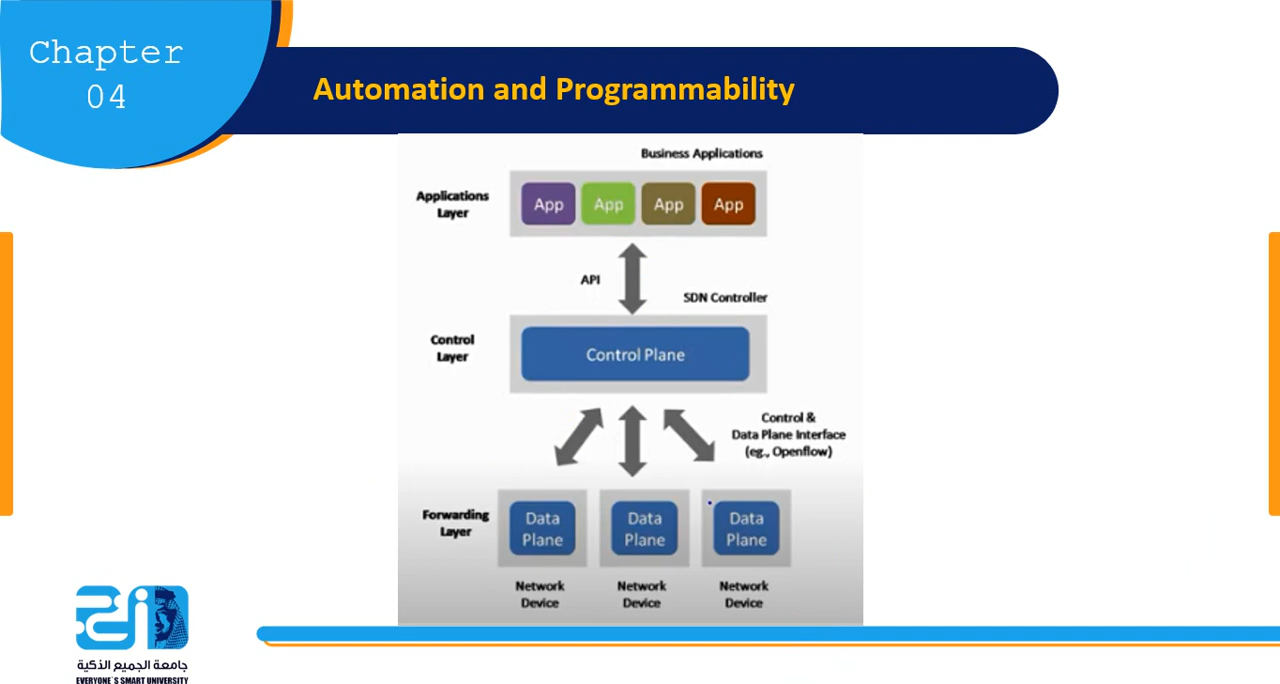 Chapter
04
Automation and Programmability
Business Applications
Applications
Layer
App App App App
API
SDN Controller
Control
Layer
Control Plane
Control &
Data Plane Interface
(eg., Openflow)
Forwarding
Layer
Data
Plane
Data
Plane
Data
Plane
Network
Device
Network
Device
Network
Device
جامعة الجميع الذكية
EVERYONE`S SMART UNIVERSITY